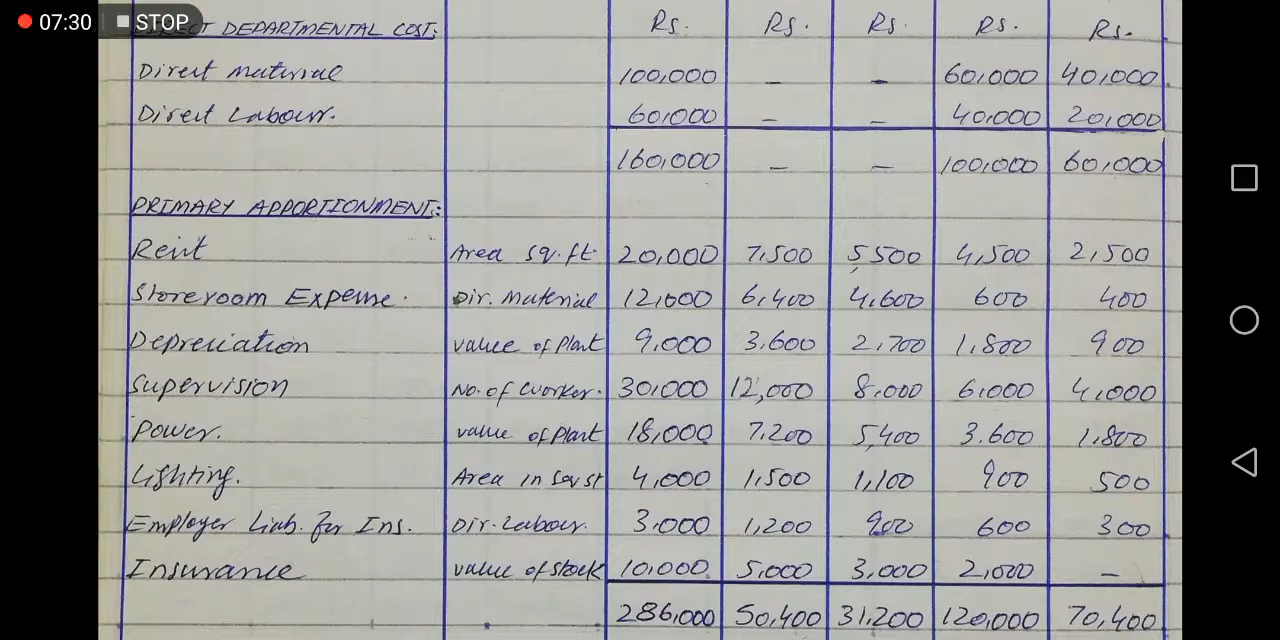 07:30 STOP
DIRECT DEPARTMENTAL COST: Rs. Rs. Rs. Rs. Rs.
Direct Material 100,000 – – 60,000 40,000
Direct Labour. 60,000 – – 40,000 20,000
160,000 – – 100,000 60,000
PRIMARY APPORTIONMENT:
Rent Area sq.ft 20,000 7,500 5,500 4,500 2,500
Storeroom Expense. Dir. Material 12,000 6,400 4,600 600 400
Depreciation value of Plant 9,000 3,600 2,700 1,800 900
Supervision No. of worker. 30,000 12,000 8,000 6,000 4,000
Power. value of Plant 18,000 7,200 5,400 3,600 1,800
Lighting. Area in Sq st 4,000 1,500 1,100 900 500
Employer Liab. for Ins. Dir. Labour. 3,000 1,200 900 600 300
Insurance value of stock 10,000 5,000 3,000 2,000 –
286,000 50,400 31,200 120,000 70,400